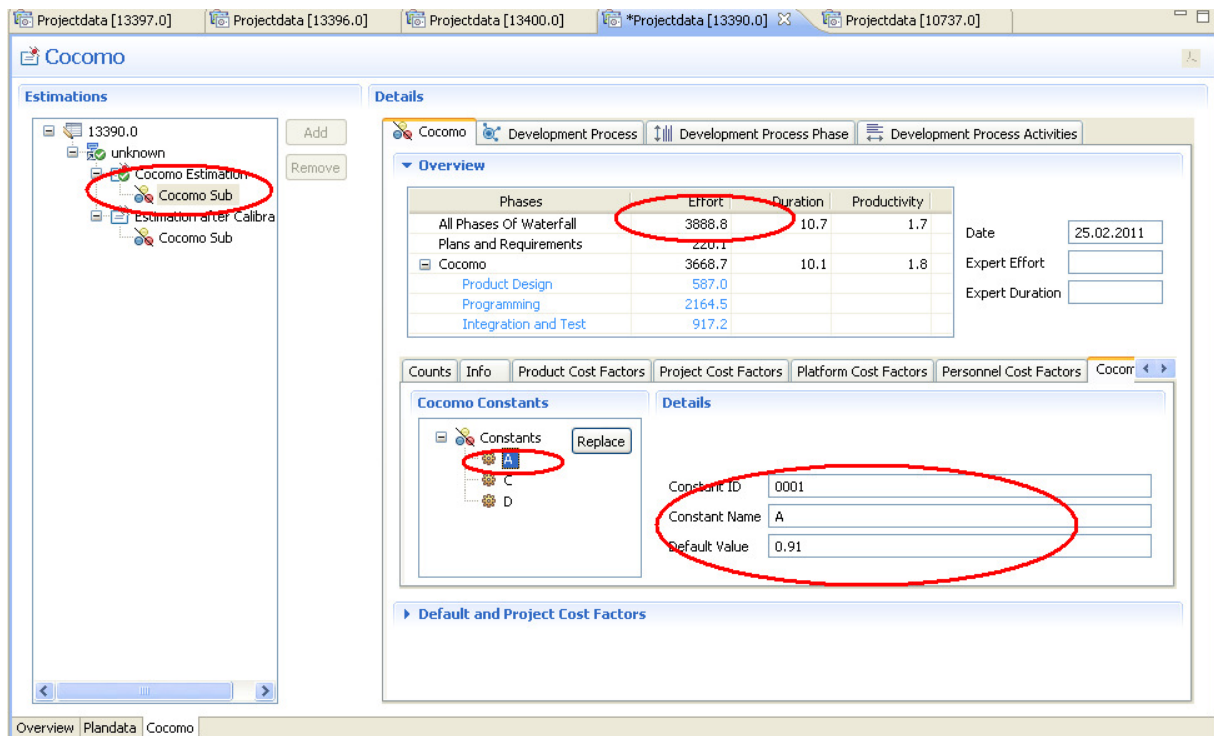 Projectdata [13397.0] Projectdata [13396.0] Projectdata [13400.0] *Projectdata [13390.0] Projectdata [10737.0]
Cocomo
Estimations
13390.0
unknown
Cocomo Estimation
Cocomo Sub
Estimation after Calibra
Cocomo Sub
Add
Remove
Details
Cocomo Development Process Development Process Phase Development Process Activities
Overview
Phases Effort Duration Productivity
All Phases Of Waterfall 3888.8 10.7 1.7
Plans and Requirements 220.1
Cocomo 3668.7 10.1 1.8
Product Design 587.0
Programming 2164.5
Integration and Test 917.2
Date 25.02.2011
Expert Effort
Expert Duration
Counts Info Product Cost Factors Project Cost Factors Platform Cost Factors Personnel Cost Factors Cocom
Cocomo Constants
Constants
A
C
D
Replace
Details
Constant ID 0001
Constant Name A
Default Value 0.91
Default and Project Cost Factors
Overview Plandata Cocomo